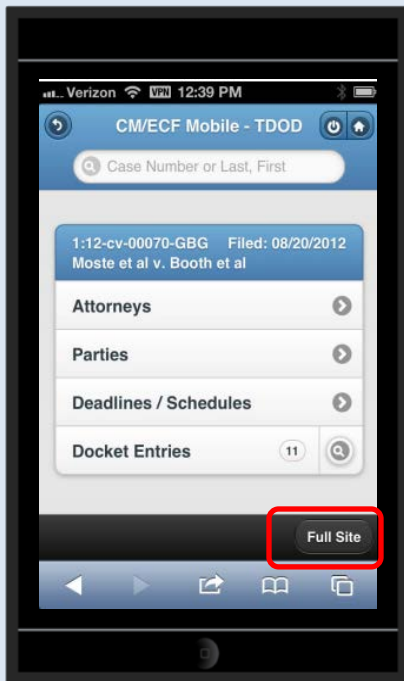 Verizon VPN 12:39 PM
CM/ECF Mobile - TDOD
Case Number or Last, First
1:12-cv-00070-GBG Filed: 08/20/2012
Moste et al v. Booth et al
Attorneys
Parties
Deadlines / Schedules
Docket Entries 11
Full Site